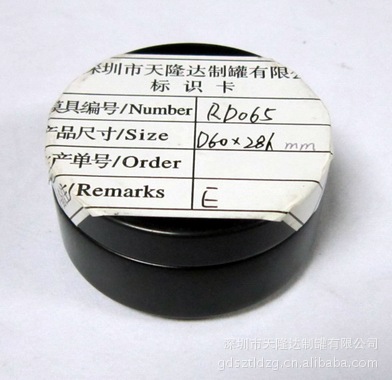 深圳市天隆达制罐有限公
标识卡
模具编号/Number RD065
产品尺寸/Size D60×28h mm
产单号/Order
/Remarks E
深圳市天隆达制罐有限公司
gdsztldzg.cn.alibaba.com